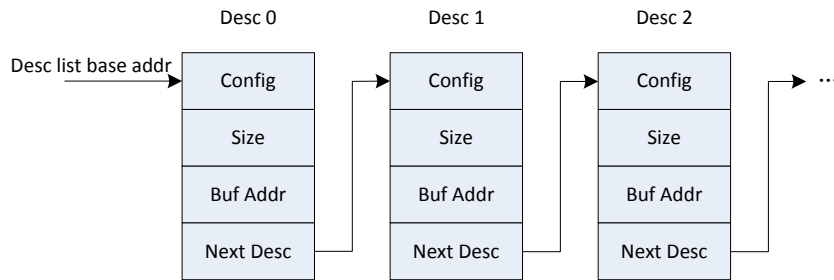 Desc 0
Desc 1
Desc 2
Desc list base addr
Config
Config
Config
...
Size
Size
Size
Buf Addr
Buf Addr
Buf Addr
Next Desc
Next Desc
Next Desc